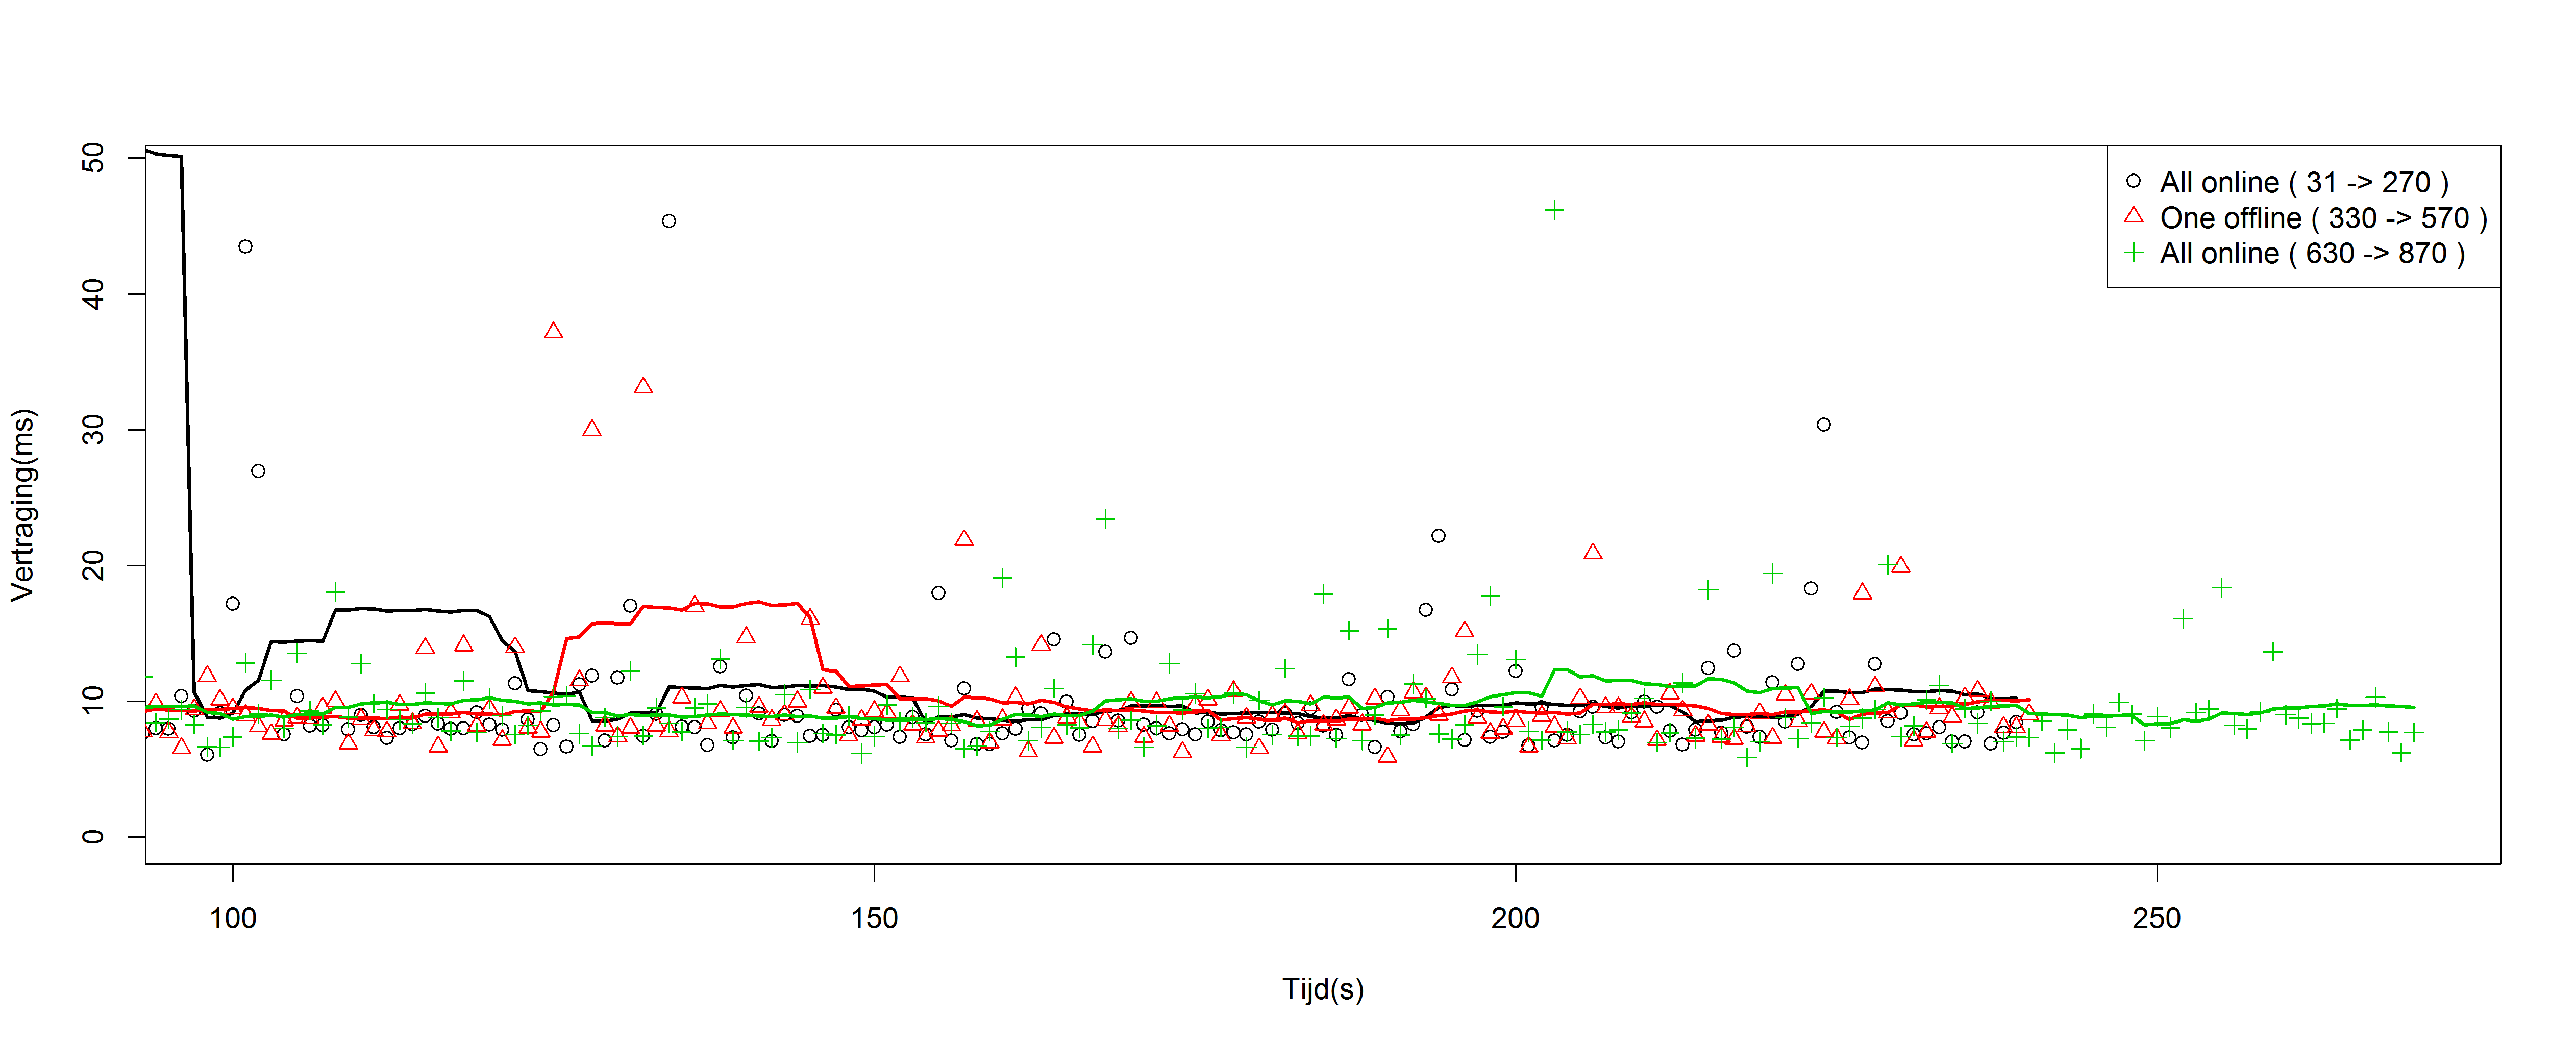 50
40
30
20
10
0
Vertraging(ms)
All online ( 31 -> 270 )
One offline ( 330 -> 570 )
All online ( 630 -> 870 )
100
150
200
250
Tijd(s)